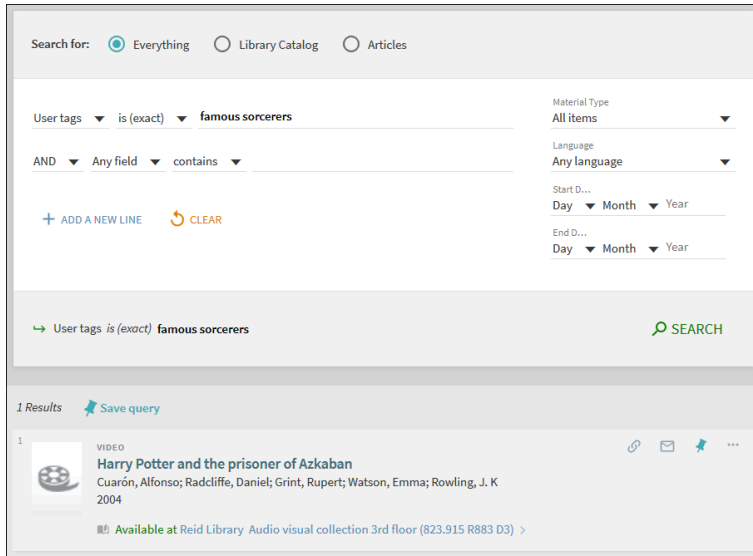 Search for: Everything Library Catalog Articles
Material Type
User tags is (exact) famous sorcerers All items
Language
AND Any field contains Any language
Start D...
Day Month Year
+ ADD A NEW LINE CLEAR
End D...
Day Month Year
User tags is (exact) famous sorcerers SEARCH
1 Results Save query
1
VIDEO
Harry Potter and the prisoner of Azkaban
Cuarón, Alfonso; Radcliffe, Daniel; Grint, Rupert; Watson, Emma; Rowling, J. K
2004
Available at Reid Library Audio visual collection 3rd floor (823.915 R883 D3) >